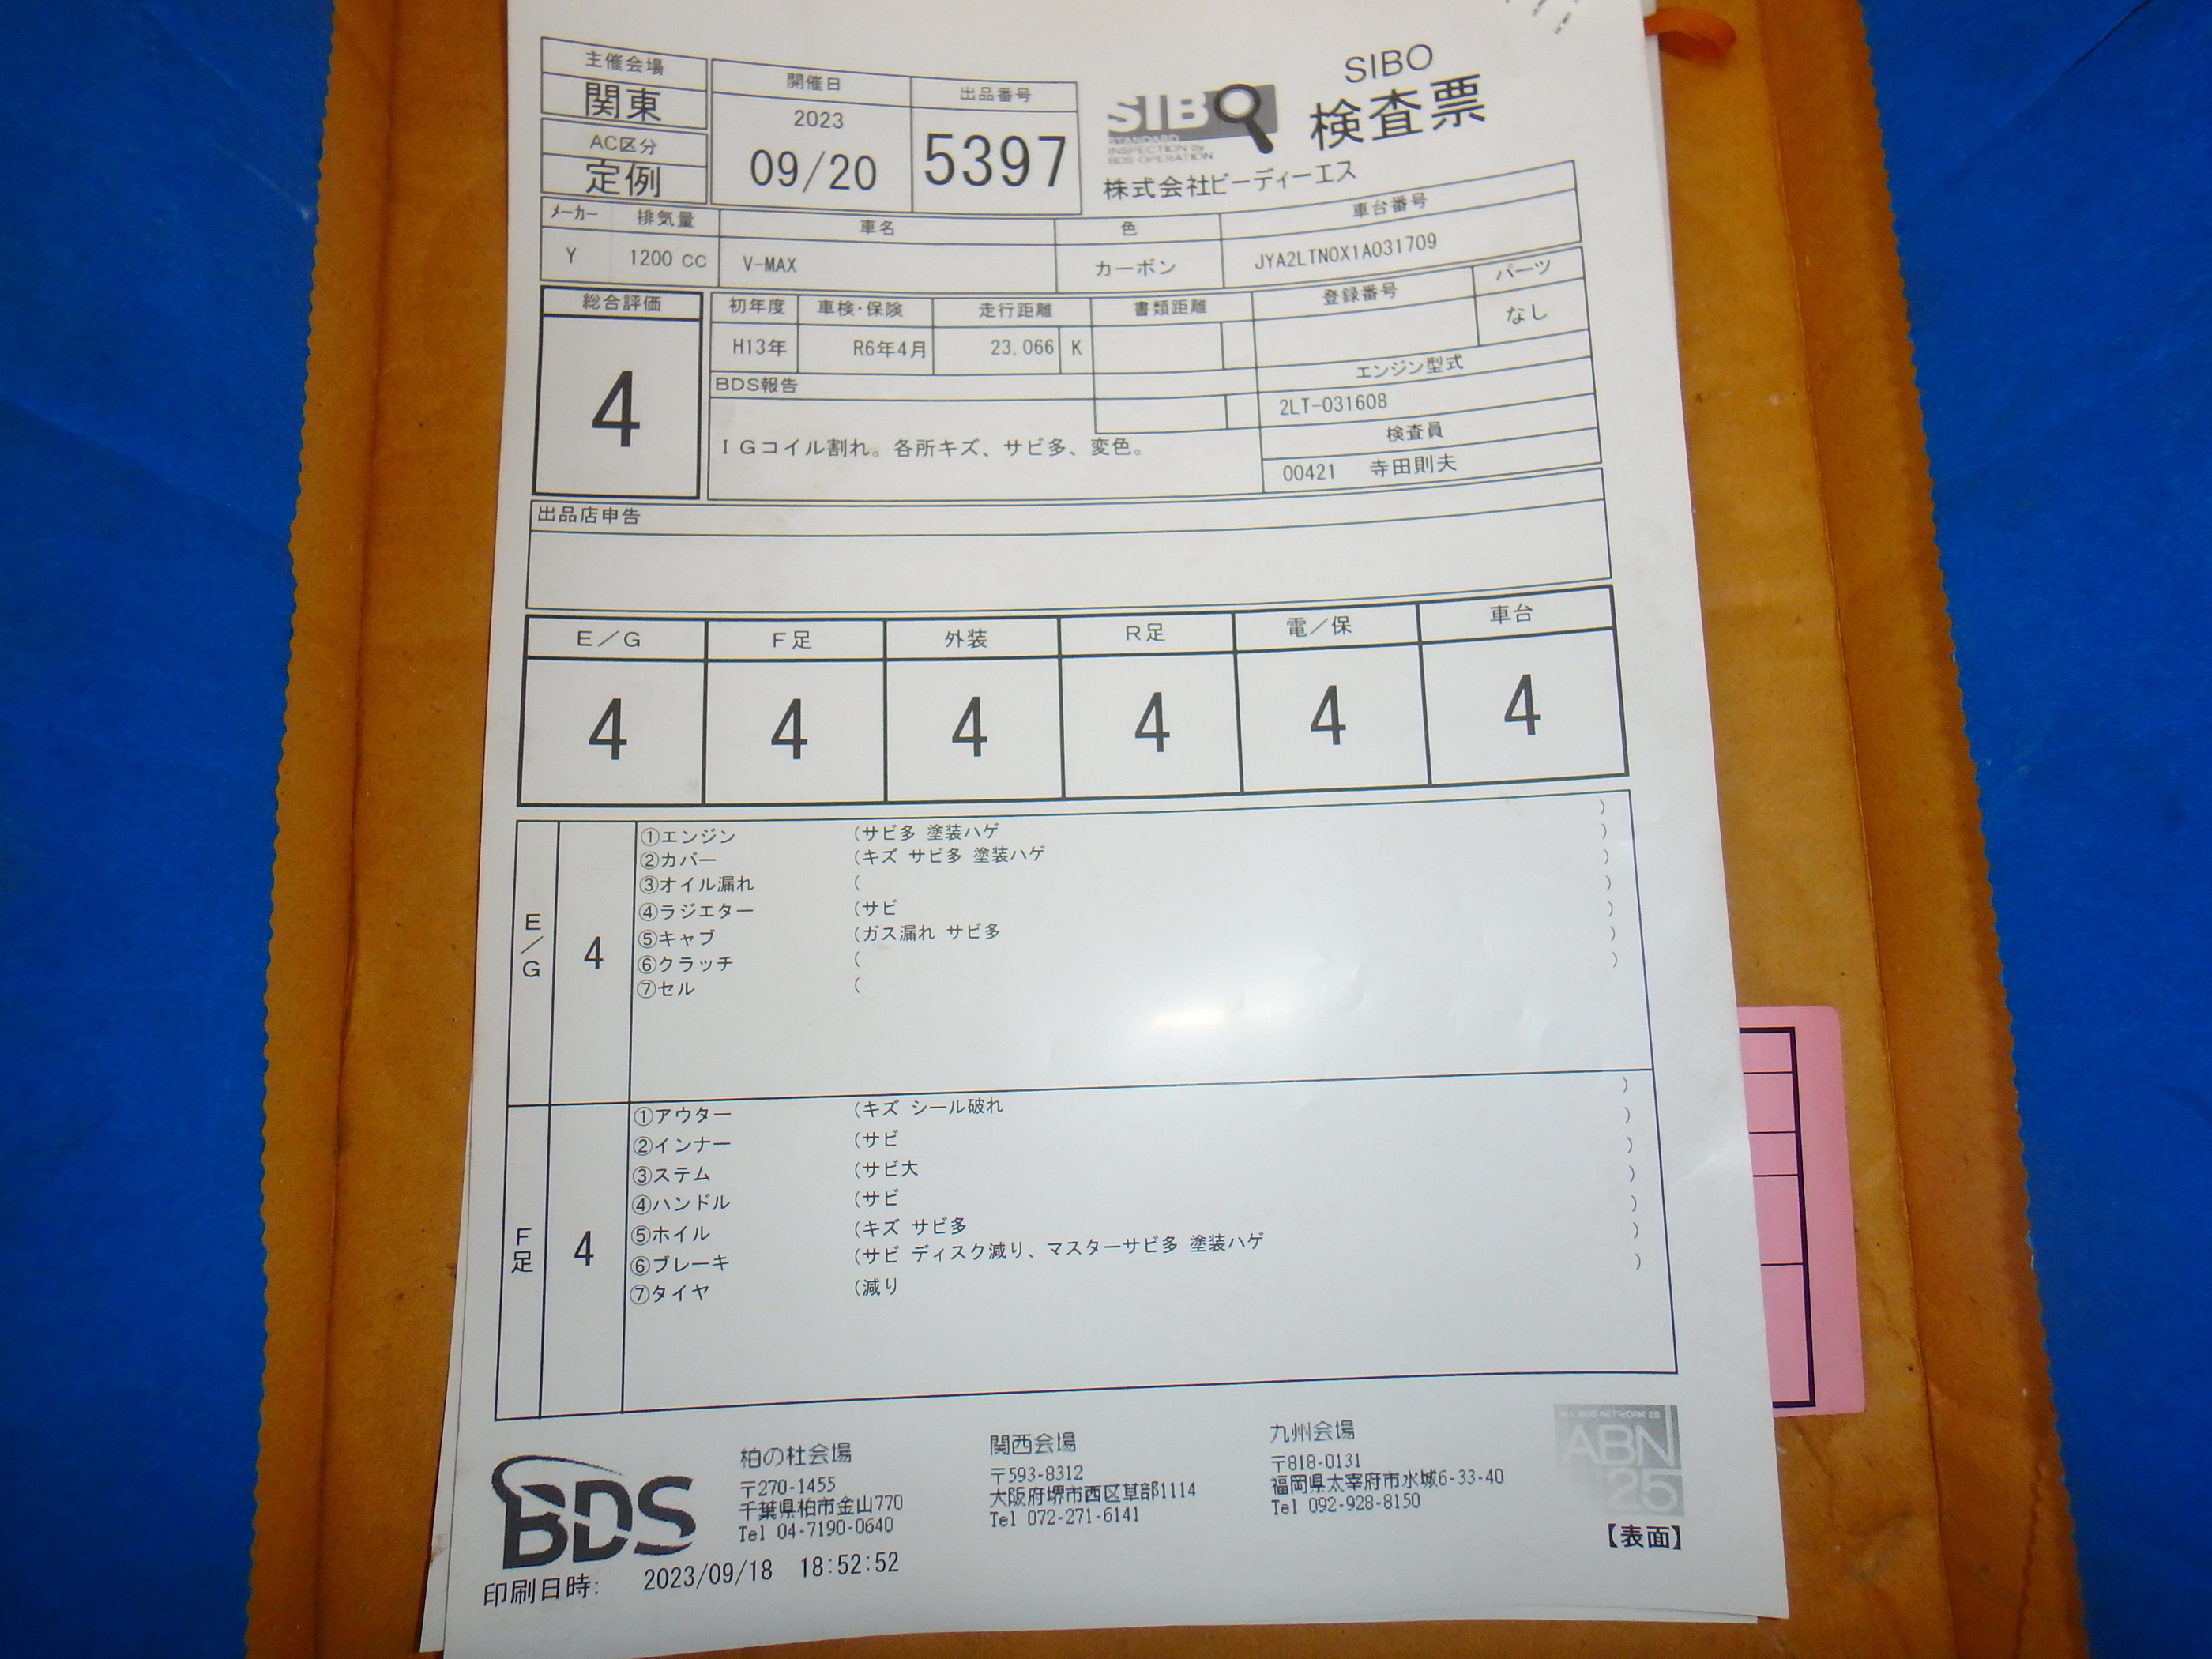 主催会場
関東
AC区分
定例
開催日
2023
09/20
出品番号
5397
SIBO
STANDARD
INSPECTION by
BDS OPERATION
SIBO
検査票
株式会社ビーディーエス
メーカー 排気量 車名 色 車台番号
Y 1200 CC V-MAX カーボン JYA2LTN0X1A031709
総合評価
4
初年度 車検・保険 走行距離 書類距離 登録番号 パーツ
H13年 R6年4月 23,066 K なし
BDS報告
IGコイル割れ。各所キズ、サビ多、変色。
エンジン型式
2LT-031608
検査員
00421 寺田則夫
出品店申告
E/G F足 外装 R足 電/保 車台
4 4 4 4 4 4
E/G 4
①エンジン (サビ多 塗装ハゲ )
②カバー (キズ サビ多 塗装ハゲ )
③オイル漏れ ( )
④ラジエター (サビ )
⑤キャブ (ガス漏れ サビ多 )
⑥クラッチ ( )
⑦セル ( )
F足 4
①アウター (キズ シール破れ )
②インナー (サビ )
③ステム (サビ大 )
④ハンドル (サビ )
⑤ホイル (キズ サビ多 )
⑥ブレーキ (サビ ディスク減り、マスターサビ多 塗装ハゲ )
⑦タイヤ (減り )
BDS
柏の杜会場
〒270-1455
千葉県柏市金山770
Tel 04-7190-0640
関西会場
〒593-8312
大阪府堺市西区草部1114
Tel 072-271-6141
九州会場
〒818-0131
福岡県太宰府市水城6-33-40
Tel 092-928-8150
ABN
25
【表面】
印刷日時: 2023/09/18 18:52:52